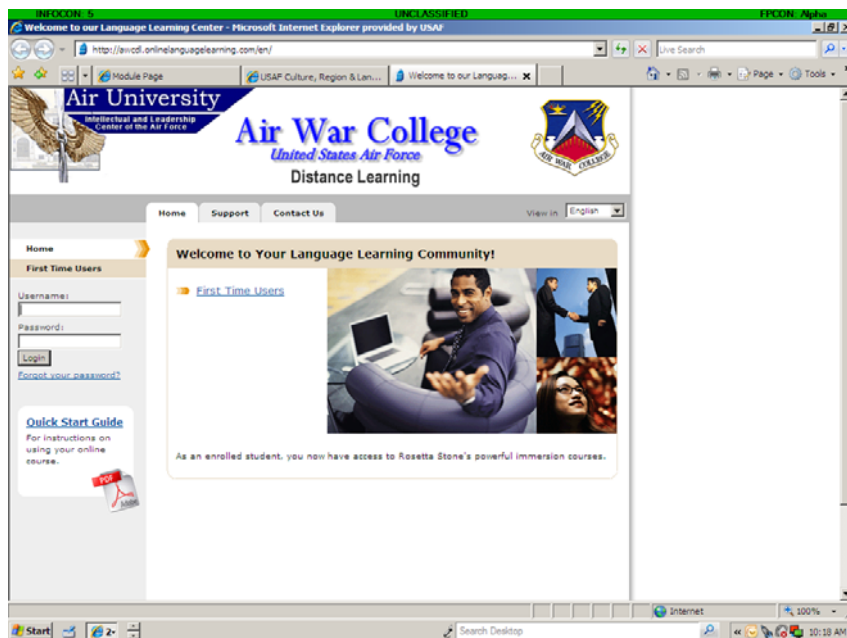 INFOCON: 5 UNCLASSIFIED FPCON: Alpha
Welcome to our Language Learning Center - Microsoft Internet Explorer provided by USAF
http://awcdl.onlinelanguagelearning.com/en/ Live Search
Module Page USAF Culture, Region & Lan... Welcome to our Languag... Page Tools
Air University
Intellectual and Leadership
Center of the Air Force
Air War College
United States Air Force
Distance Learning
AIR WAR COLLEGE
Home Support Contact Us View in English
Home
First Time Users
Username:
Password:
Login
Forgot your password?
Quick Start Guide
For instructions on
using your online
course.
PDF
Adobe
Welcome to Your Language Learning Community!
First Time Users
As an enrolled student, you now have access to Rosetta Stone's powerful immersion courses.
Internet 100%
Start 2 Search Desktop 10:18 AM